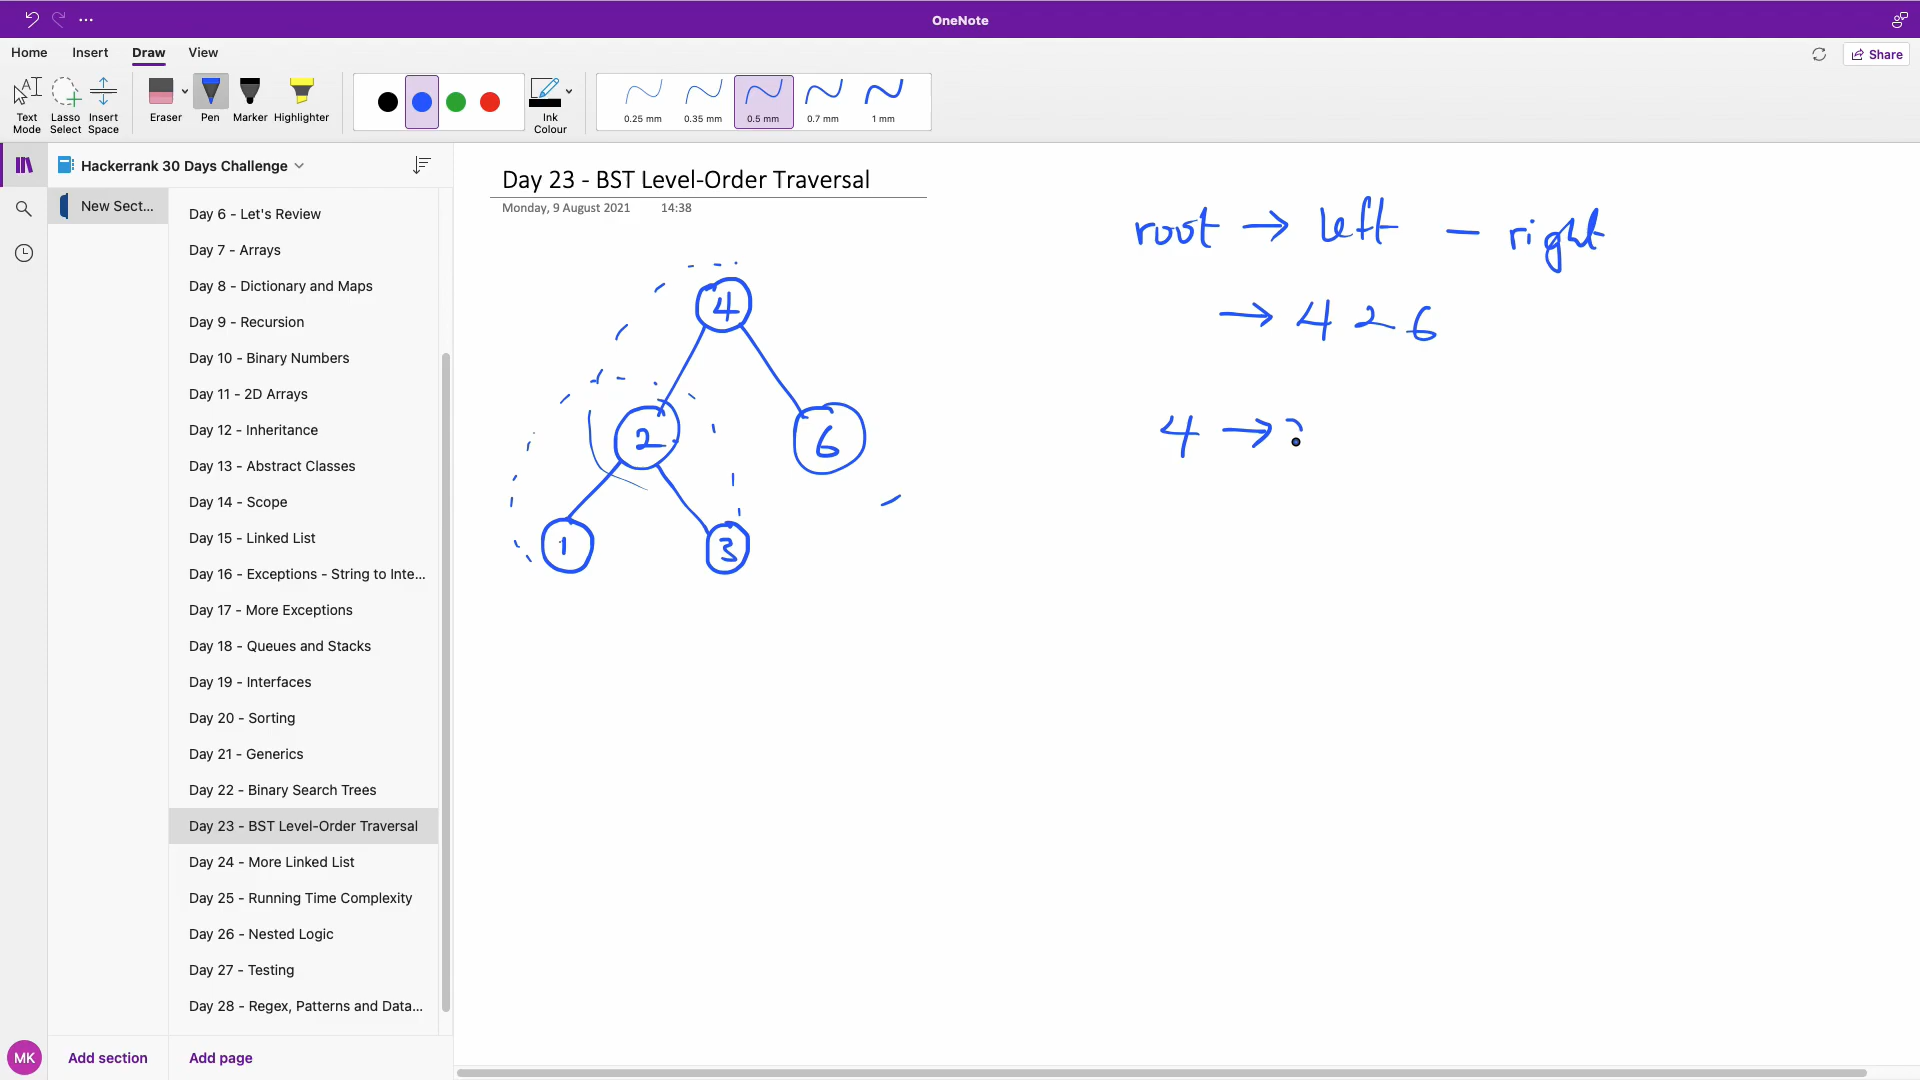 OneNote
Home Insert Draw View
Share
Text Mode
Lasso Select
Insert Space
Eraser
Pen
Marker
Highlighter
Ink Colour
0.25 mm
0.35 mm
0.5 mm
0.7 mm
1 mm
Hackerrank 30 Days Challenge
New Sect...
Day 6 - Let's Review
Day 7 - Arrays
Day 8 - Dictionary and Maps
Day 9 - Recursion
Day 10 - Binary Numbers
Day 11 - 2D Arrays
Day 12 - Inheritance
Day 13 - Abstract Classes
Day 14 - Scope
Day 15 - Linked List
Day 16 - Exceptions - String to Inte...
Day 17 - More Exceptions
Day 18 - Queues and Stacks
Day 19 - Interfaces
Day 20 - Sorting
Day 21 - Generics
Day 22 - Binary Search Trees
Day 23 - BST Level-Order Traversal
Day 24 - More Linked List
Day 25 - Running Time Complexity
Day 26 - Nested Logic
Day 27 - Testing
Day 28 - Regex, Patterns and Data...
MK
Add section
Add page
Day 23 - BST Level-Order Traversal
Monday, 9 August 2021 14:38
4
2 6
1 3
root → left - right
→ 4 2 6
4 →